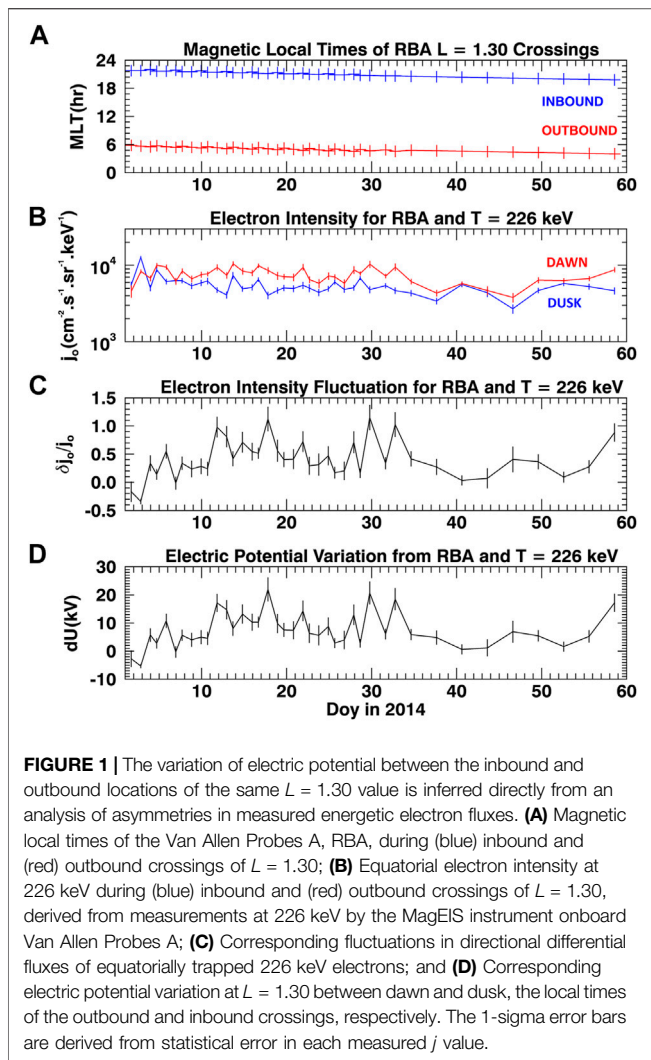 A
Magnetic Local Times of RBA L = 1.30 Crossings
24
18
12
6
0
MLT(hr)
INBOUND
OUTBOUND
10 20 30 40 50 60
B
Electron Intensity for RBA and T = 226 keV
10⁴
10³
jₒ(cm⁻².s⁻¹.sr⁻¹.keV⁻¹)
DAWN
DUSK
10 20 30 40 50 60
C
Electron Intensity Fluctuation for RBA and T = 226 keV
1.5
1.0
0.5
0.0
-0.5
δjₒ/jₒ
10 20 30 40 50 60
D
Electric Potential Variation from RBA and T = 226 keV
30
20
10
0
-10
dU(kV)
10 20 30 40 50 60
Doy in 2014
FIGURE 1 | The variation of electric potential between the inbound and
outbound locations of the same L = 1.30 value is inferred directly from an
analysis of asymmetries in measured energetic electron fluxes. (A) Magnetic
local times of the Van Allen Probes A, RBA, during (blue) inbound and
(red) outbound crossings of L = 1.30; (B) Equatorial electron intensity at
226 keV during (blue) inbound and (red) outbound crossings of L = 1.30,
derived from measurements at 226 keV by the MagEIS instrument onboard
Van Allen Probes A; (C) Corresponding fluctuations in directional differential
fluxes of equatorially trapped 226 keV electrons; and (D) Corresponding
electric potential variation at L = 1.30 between dawn and dusk, the local times
of the outbound and inbound crossings, respectively. The 1-sigma error bars
are derived from statistical error in each measured j value.